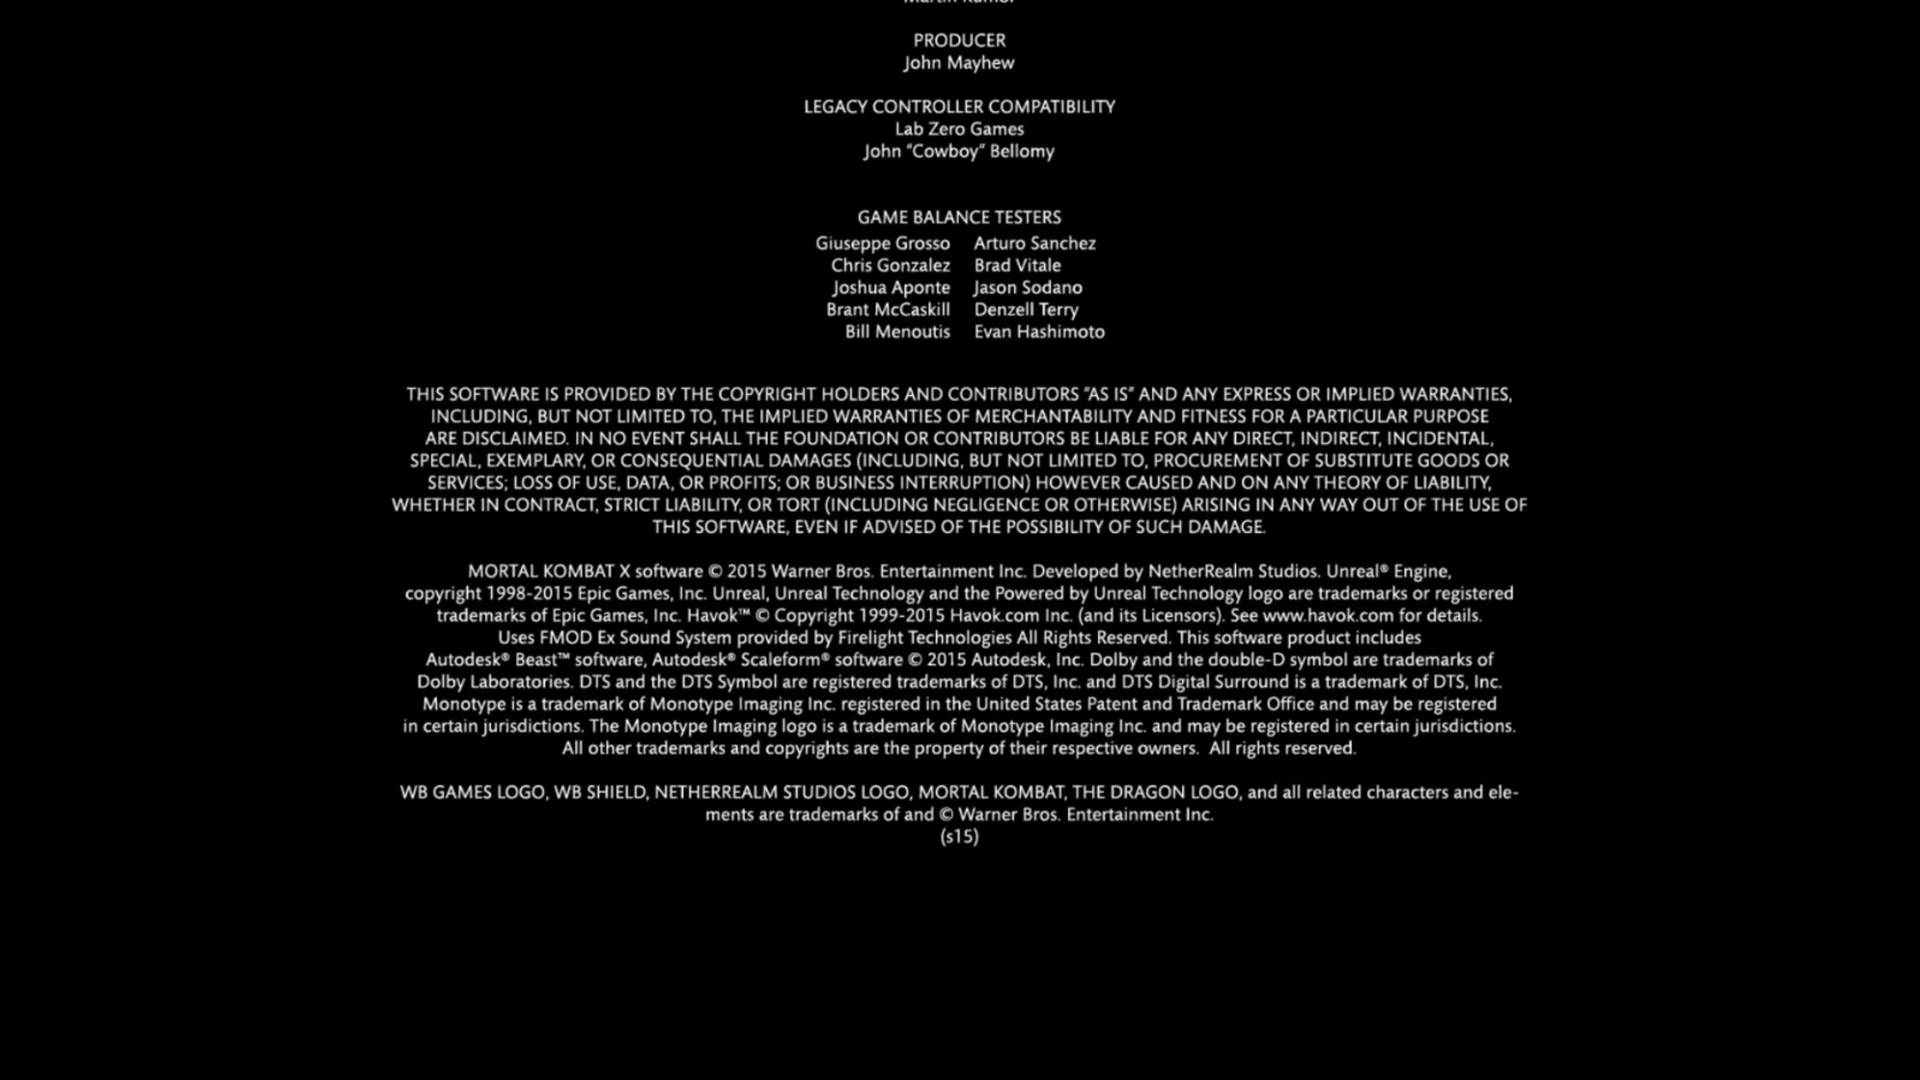 PRODUCER
John Mayhew
LEGACY CONTROLLER COMPATIBILITY
Lab Zero Games
John “Cowboy” Bellomy
GAME BALANCE TESTERS
Giuseppe Grosso Arturo Sanchez
Chris Gonzalez Brad Vitale
Joshua Aponte Jason Sodano
Brant McCaskill Denzell Terry
Bill Menoutis Evan Hashimoto
THIS SOFTWARE IS PROVIDED BY THE COPYRIGHT HOLDERS AND CONTRIBUTORS “AS IS” AND ANY EXPRESS OR IMPLIED WARRANTIES,
INCLUDING, BUT NOT LIMITED TO, THE IMPLIED WARRANTIES OF MERCHANTABILITY AND FITNESS FOR A PARTICULAR PURPOSE
ARE DISCLAIMED. IN NO EVENT SHALL THE FOUNDATION OR CONTRIBUTORS BE LIABLE FOR ANY DIRECT, INDIRECT, INCIDENTAL,
SPECIAL, EXEMPLARY, OR CONSEQUENTIAL DAMAGES (INCLUDING, BUT NOT LIMITED TO, PROCUREMENT OF SUBSTITUTE GOODS OR
SERVICES; LOSS OF USE, DATA, OR PROFITS; OR BUSINESS INTERRUPTION) HOWEVER CAUSED AND ON ANY THEORY OF LIABILITY,
WHETHER IN CONTRACT, STRICT LIABILITY, OR TORT (INCLUDING NEGLIGENCE OR OTHERWISE) ARISING IN ANY WAY OUT OF THE USE OF
THIS SOFTWARE, EVEN IF ADVISED OF THE POSSIBILITY OF SUCH DAMAGE.
MORTAL KOMBAT X software © 2015 Warner Bros. Entertainment Inc. Developed by NetherRealm Studios. Unreal® Engine,
copyright 1998-2015 Epic Games, Inc. Unreal, Unreal Technology and the Powered by Unreal Technology logo are trademarks or registered
trademarks of Epic Games, Inc. Havok™ © Copyright 1999-2015 Havok.com Inc. (and its Licensors). See www.havok.com for details.
Uses FMOD Ex Sound System provided by Firelight Technologies All Rights Reserved. This software product includes
Autodesk® Beast™ software, Autodesk® Scaleform® software © 2015 Autodesk, Inc. Dolby and the double-D symbol are trademarks of
Dolby Laboratories. DTS and the DTS Symbol are registered trademarks of DTS, Inc. and DTS Digital Surround is a trademark of DTS, Inc.
Monotype is a trademark of Monotype Imaging Inc. registered in the United States Patent and Trademark Office and may be registered
in certain jurisdictions. The Monotype Imaging logo is a trademark of Monotype Imaging Inc. and may be registered in certain jurisdictions.
All other trademarks and copyrights are the property of their respective owners. All rights reserved.
WB GAMES LOGO, WB SHIELD, NETHERREALM STUDIOS LOGO, MORTAL KOMBAT, THE DRAGON LOGO, and all related characters and ele-
ments are trademarks of and © Warner Bros. Entertainment Inc.
(s15)